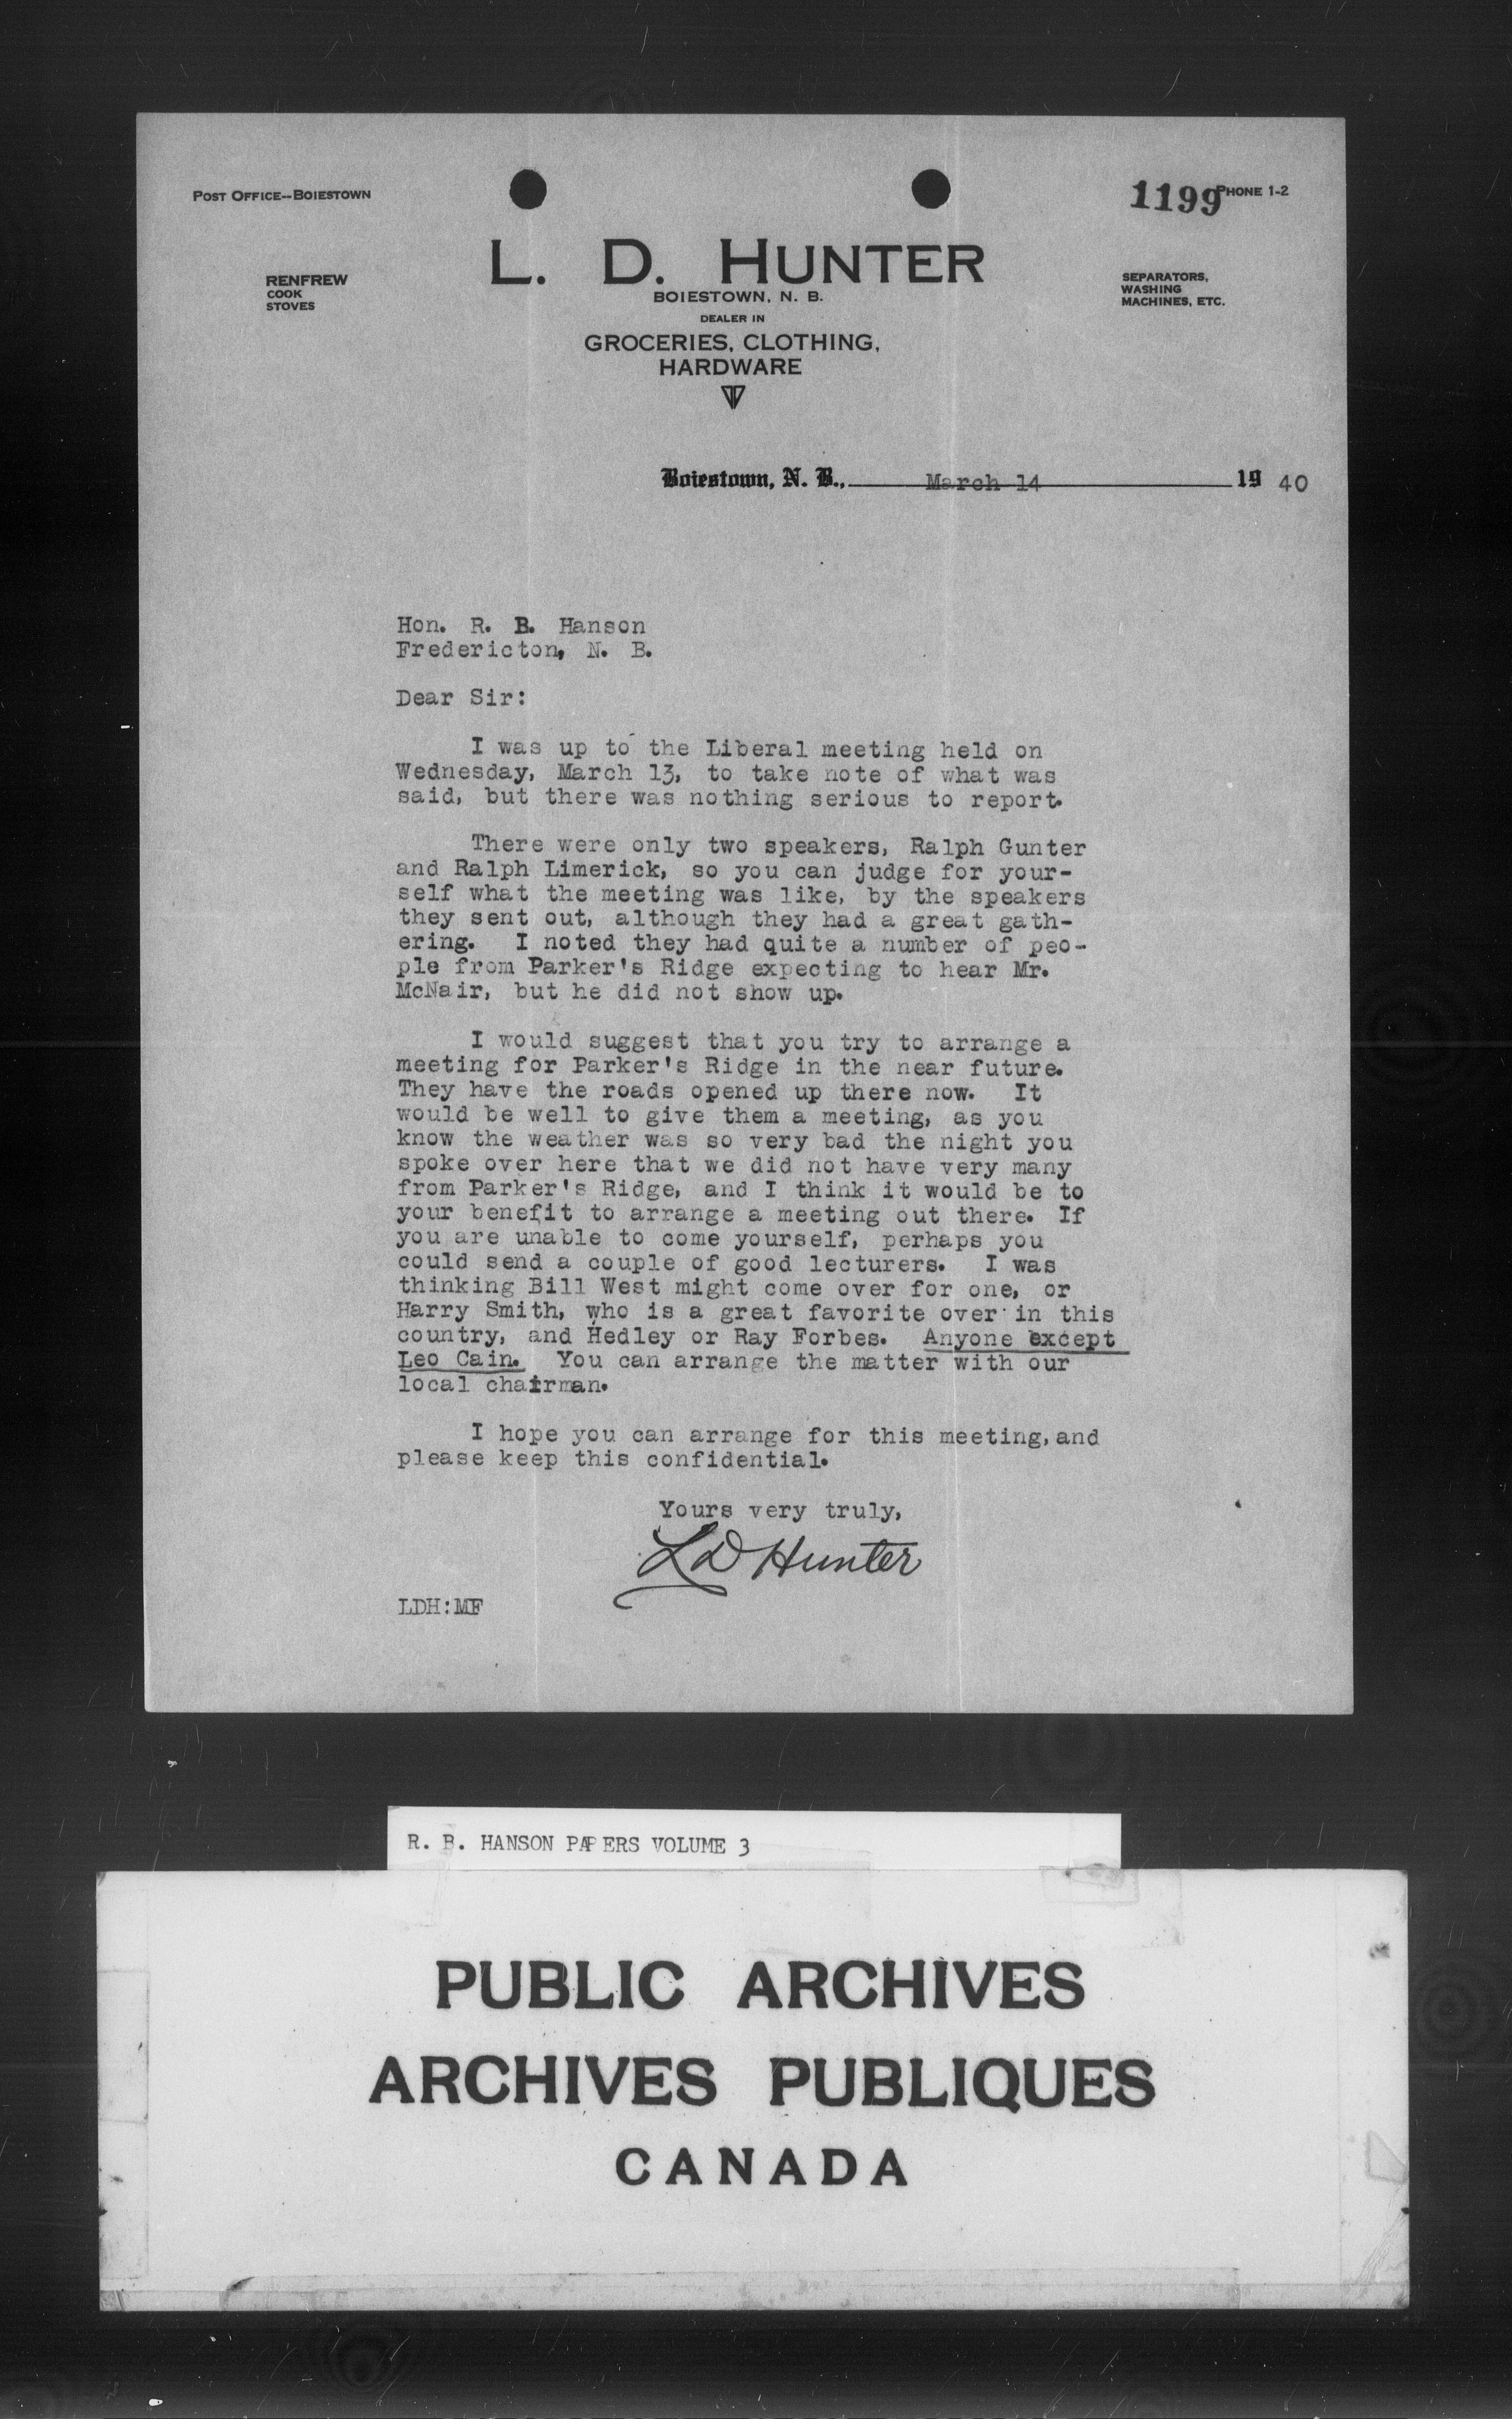 POST OFFICE--BOIESTOWN
1199
PHONE 1-2
L. D. HUNTER
RENFREW
COOK
STOVES
SEPARATORS,
WASHING
MACHINES, ETC.
BOIESTOWN, N. B.
DEALER IN
GROCERIES, CLOTHING,
HARDWARE
Boiestown, N. B., March 14 19 40
Hon. R. B. Hanson
Fredericton, N. B.
Dear Sir:
I was up to the Liberal meeting held on
Wednesday, March 13, to take note of what was
said, but there was nothing serious to report.
There were only two speakers, Ralph Gunter
and Ralph Limerick, so you can judge for your-
self what the meeting was like, by the speakers
they sent out, although they had a great gath-
ering. I noted they had quite a number of peo-
ple from Parker's Ridge expecting to hear Mr.
McNair, but he did not show up.
I would suggest that you try to arrange a
meeting for Parker's Ridge in the near future.
They have the roads opened up there now. It
would be well to give them a meeting, as you
know the weather was so very bad the night you
spoke over here that we did not have very many
from Parker's Ridge, and I think it would be to
your benefit to arrange a meeting out there. If
you are unable to come yourself, perhaps you
could send a couple of good lecturers. I was
thinking Bill West might come over for one, or
Harry Smith, who is a great favorite over in this
country, and Hedley or Ray Forbes. Anyone except
Leo Cain. You can arrange the matter with our
local chairman.
I hope you can arrange for this meeting, and
please keep this confidential.
Yours very truly,
L D Hunter
LDH:MF
R. B. HANSON PAPERS VOLUME 3
PUBLIC ARCHIVES
ARCHIVES PUBLIQUES
CANADA